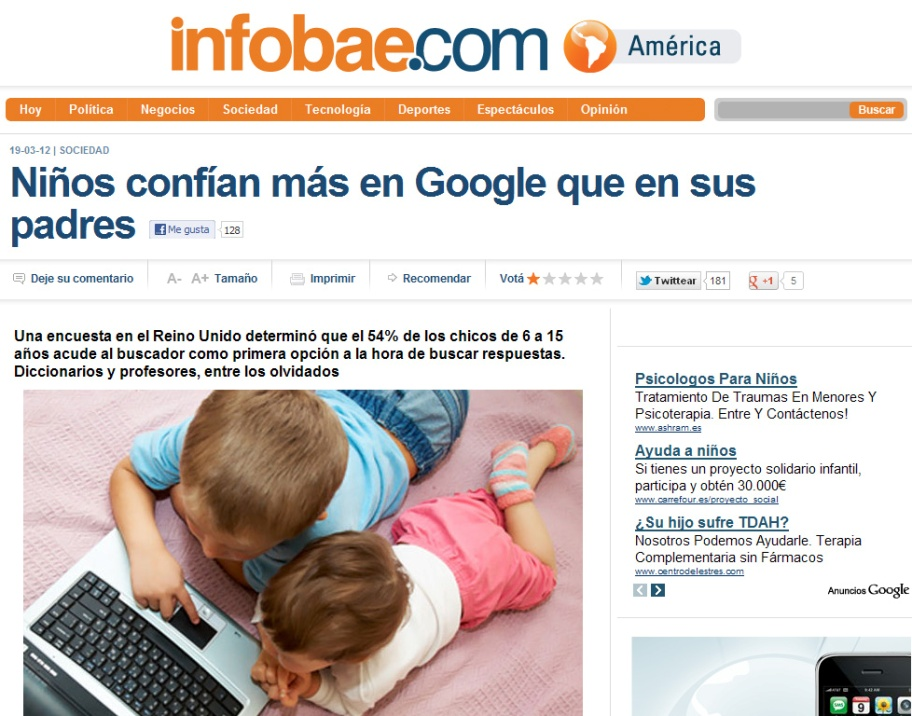 infobae.com América
Hoy Política Negocios Sociedad Tecnología Deportes Espectáculos Opinión Buscar
19-03-12 | SOCIEDAD
Niños confían más en Google que en sus
padres Me gusta 128
Deje su comentario A- A+ Tamaño Imprimir Recomendar Votá Twittear 181 g +1 5
Una encuesta en el Reino Unido determinó que el 54% de los chicos de 6 a 15
años acude al buscador como primera opción a la hora de buscar respuestas.
Diccionarios y profesores, entre los olvidados
Psicologos Para Niños
Tratamiento De Traumas En Menores Y
Psicoterapia. Entre Y Contáctenos!
www.ashram.es
Ayuda a niños
Si tienes un proyecto solidario infantil,
participa y obtén 30.000€
www.carrefour.es/proyecto_social
¿Su hijo sufre TDAH?
Nosotros Podemos Ayudarle. Terapia
Complementaria sin Fármacos
www.centrodelestres.com
Anuncios Google
9